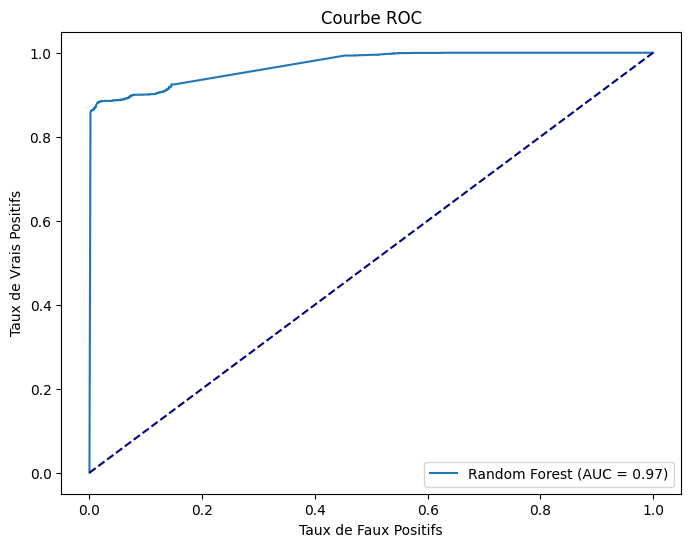 Courbe ROC
1.0
0.8
0.6
0.4
0.2
0.0
Taux de Vrais Positifs
Random Forest (AUC = 0.97)
0.0 0.2 0.4 0.6 0.8 1.0
Taux de Faux Positifs